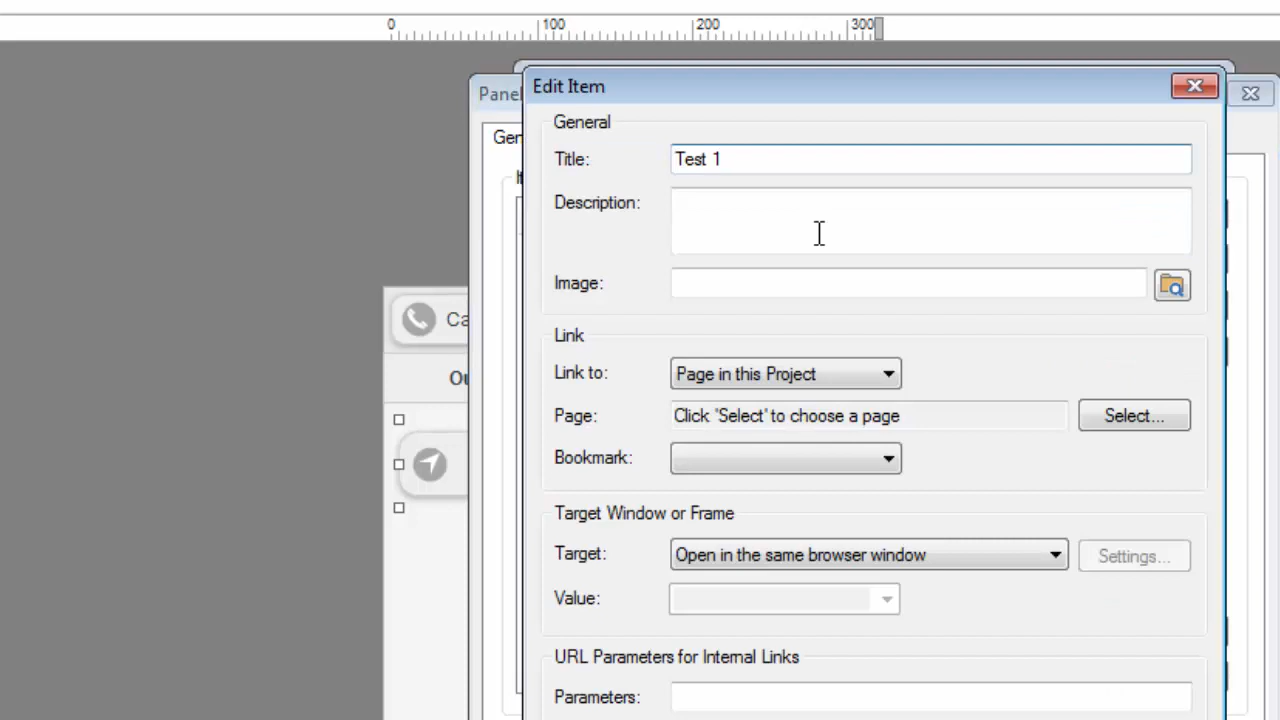 0 100 200 300
Panel
Edit Item
Gen
General
Title: Test 1
Description:
Image:
Link
Ca
Link to: Page in this Project
Ou
Page: Click 'Select' to choose a page Select...
Bookmark:
Target Window or Frame
Target: Open in the same browser window Settings...
Value:
URL Parameters for Internal Links
Parameters: